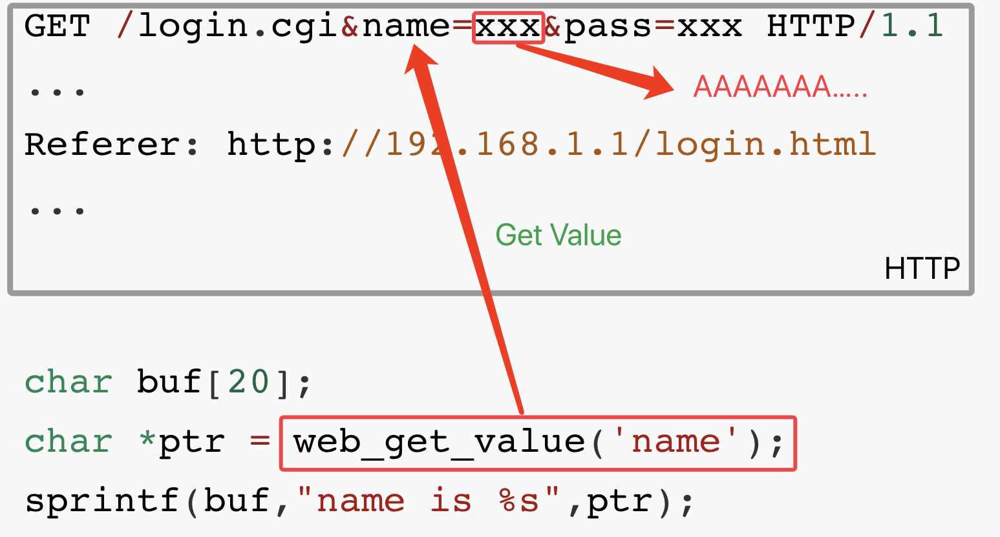 GET /login.cgi&name=xxx&pass=xxx HTTP/1.1
...
AAAAAAA.....
Referer: http://192.168.1.1/login.html
...
Get Value
HTTP
char buf[20];
char *ptr = web_get_value('name');
sprintf(buf,"name is %s",ptr);